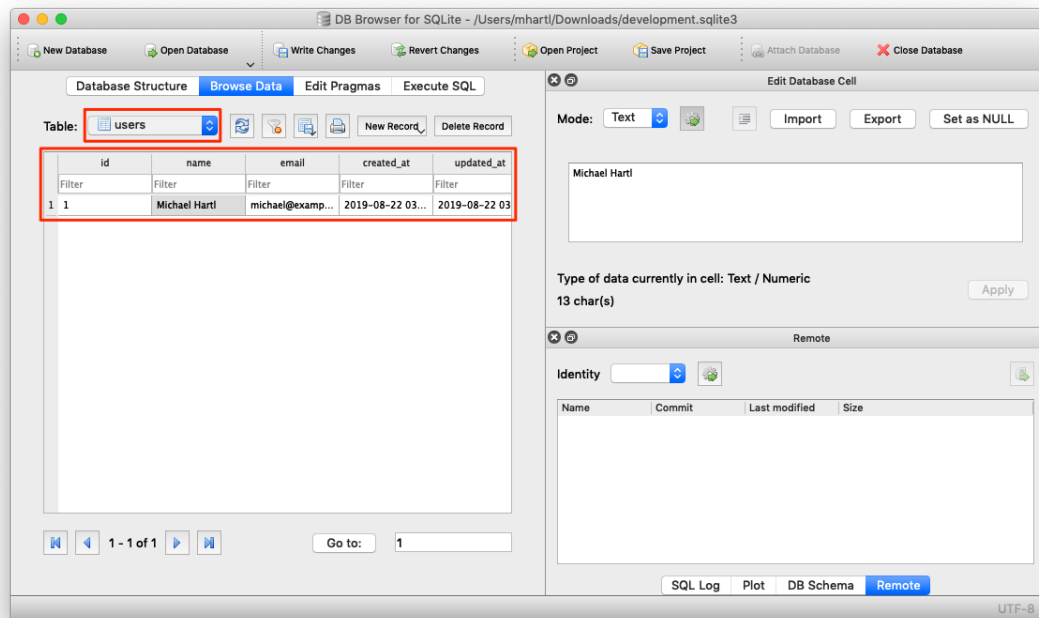 DB Browser for SQLite - /Users/mhartl/Downloads/development.sqlite3
New Database Open Database Write Changes Revert Changes Open Project Save Project Attach Database Close Database
Database Structure Browse Data Edit Pragmas Execute SQL
Table: users New Record Delete Record
id name email created_at updated_at
Filter Filter Filter Filter Filter
1 1 Michael Hartl michael@examp... 2019-08-22 03... 2019-08-22 03
1 - 1 of 1 Go to: 1
Edit Database Cell
Mode: Text Import Export Set as NULL
Michael Hartl
Type of data currently in cell: Text / Numeric
13 char(s)
Apply
Remote
Identity
Name Commit Last modified Size
SQL Log Plot DB Schema Remote
UTF-8